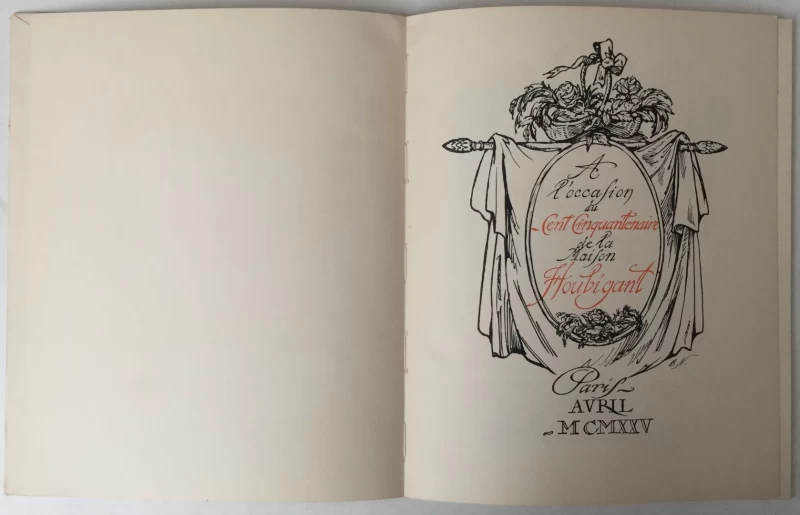 A
l'occasion
du
Cent Cinquantenaire
de la
Maison
Houbigant
Paris
AVRIL
MCMXXV